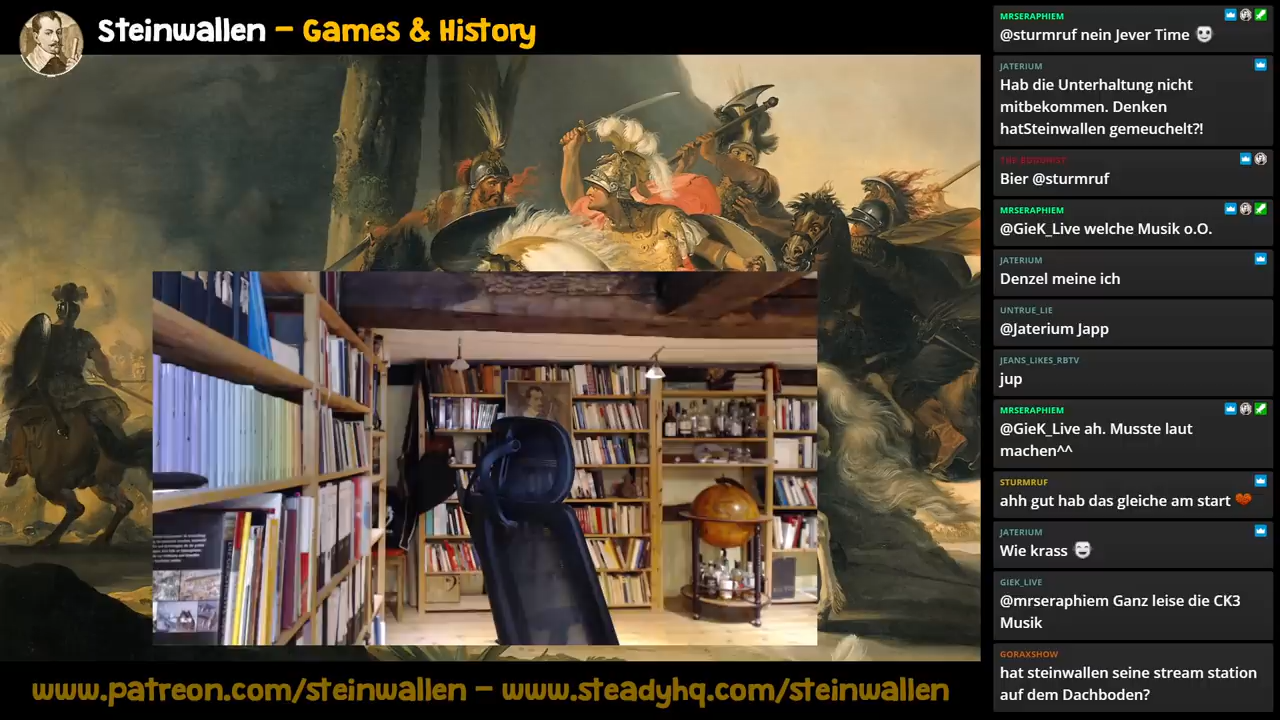 Steinwallen – Games & History
MRSERAPHIEM
@sturmruf nein Jever Time
JATERIUM
Hab die Unterhaltung nicht
mitbekommen. Denken
hatSteinwallen gemeuchelt?!
Bier @sturmruf
MRSERAPHIEM
@GieK_Live welche Musik o.O.
JATERIUM
Denzel meine ich
UNTRUE_LIE
@Jaterium Japp
JEANS_LIKES_RBTV
jup
MRSERAPHIEM
@GieK_Live ah. Musste laut
machen^^
STURMRUF
ahh gut hab das gleiche am start
JATERIUM
Wie krass
GIEK_LIVE
@mrseraphiem Ganz leise die CK3
Musik
GORAXSHOW
hat steinwallen seine stream station
auf dem Dachboden?
www.patreon.com/steinwallen – www.steadyhq.com/steinwallen